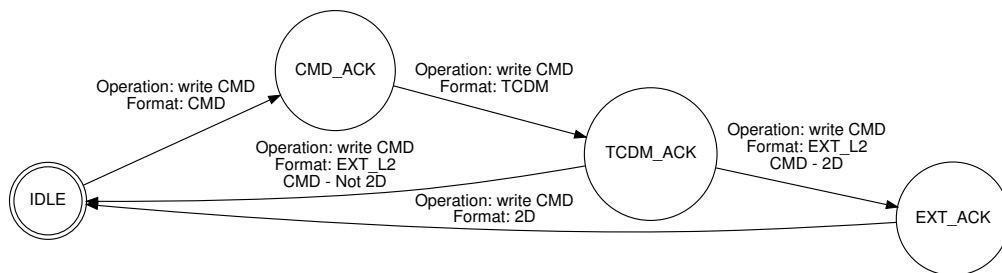 CMD_ACK
Operation: write CMD
Format: CMD
Operation: write CMD
Format: TCDM
TCDM_ACK
Operation: write CMD
Format: EXT_L2
CMD - 2D
Operation: write CMD
Format: EXT_L2
CMD - Not 2D
IDLE
Operation: write CMD
Format: 2D
EXT_ACK